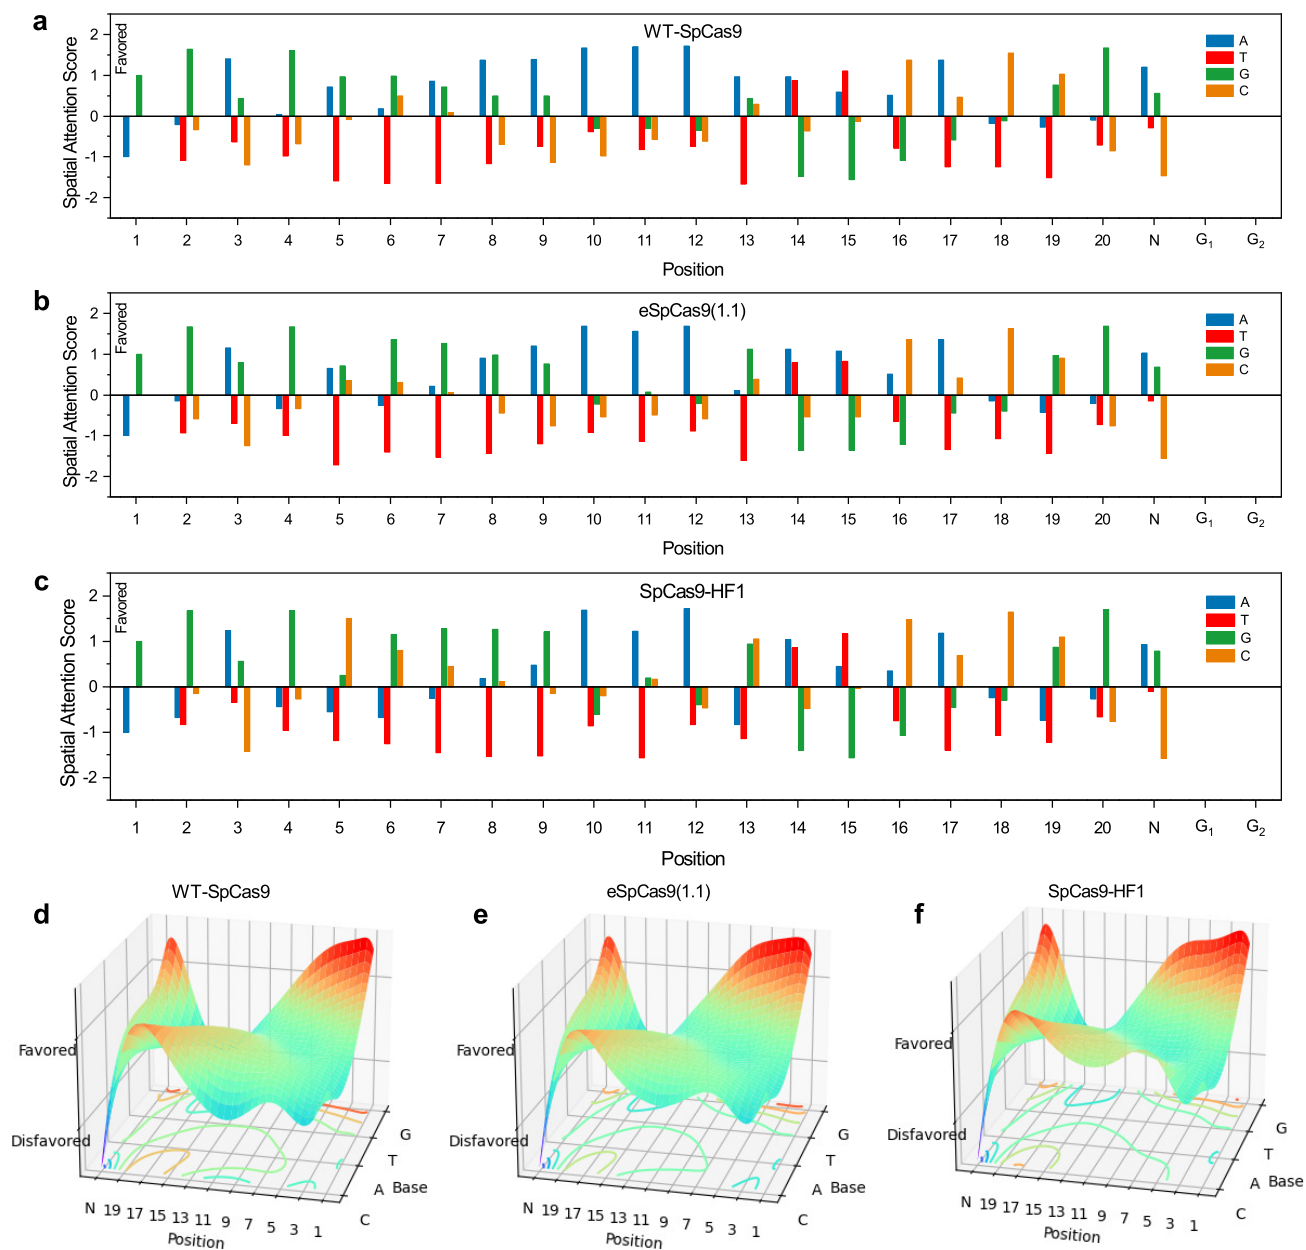 a
WT-SpCas9
Favored
Spatial Attention Score
2
1
0
-1
-2
A
T
G
C
1 2 3 4 5 6 7 8 9 10 11 12 13 14 15 16 17 18 19 20 N G1 G2
Position
b
eSpCas9(1.1)
Favored
Spatial Attention Score
2
1
0
-1
-2
A
T
G
C
1 2 3 4 5 6 7 8 9 10 11 12 13 14 15 16 17 18 19 20 N G1 G2
Position
c
SpCas9-HF1
Favored
Spatial Attention Score
2
1
0
-1
-2
A
T
G
C
1 2 3 4 5 6 7 8 9 10 11 12 13 14 15 16 17 18 19 20 N G1 G2
Position
d
WT-SpCas9
Favored
Disfavored
G
T
A Base
C
N 19 17 15 13 11 9 7 5 3 1
Position
e
eSpCas9(1.1)
Favored
Disfavored
G
T
A Base
C
N 19 17 15 13 11 9 7 5 3 1
Position
f
SpCas9-HF1
Favored
Disfavored
G
T
A Base
C
N 19 17 15 13 11 9 7 5 3 1
Position